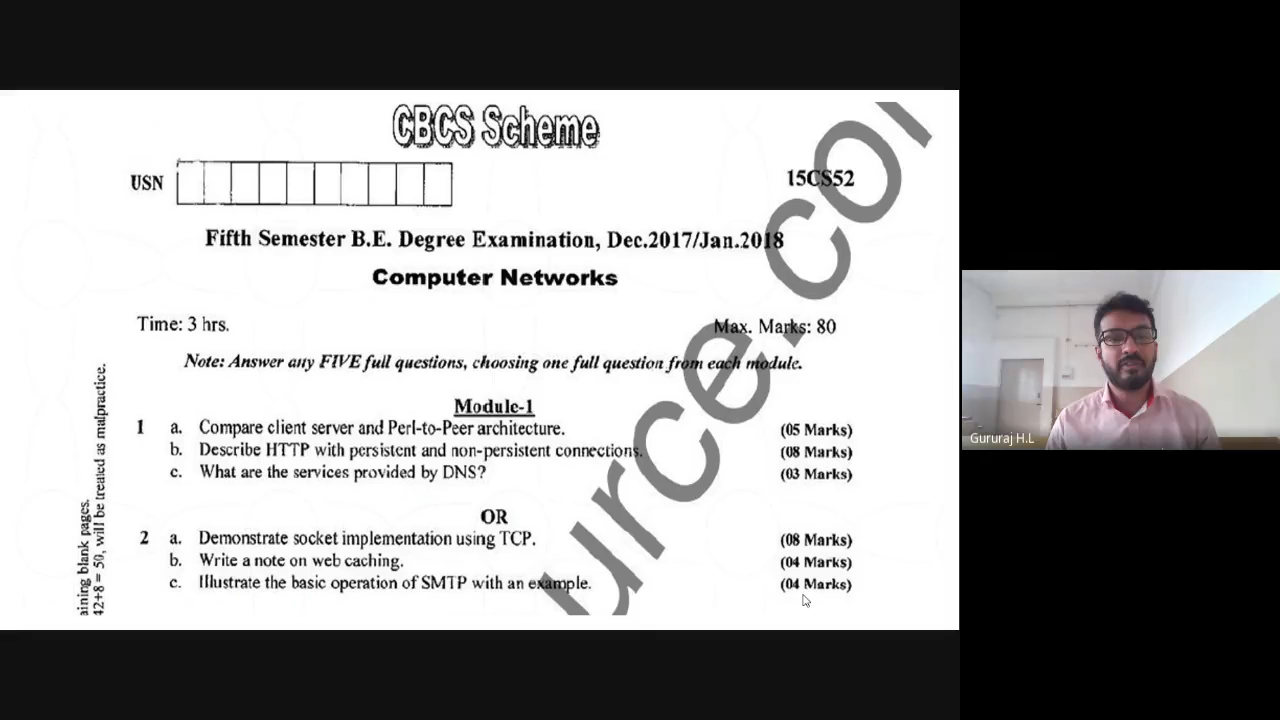 CBCS Scheme
USN
15CS52
Fifth Semester B.E. Degree Examination, Dec.2017/Jan.2018
Computer Networks
Time: 3 hrs.
Max. Marks: 80
Note: Answer any FIVE full questions, choosing one full question from each module.
Module-1
1 a. Compare client server and Perl-to-Peer architecture. (05 Marks)
b. Describe HTTP with persistent and non-persistent connections. (08 Marks)
c. What are the services provided by DNS? (03 Marks)
OR
2 a. Demonstrate socket implementation using TCP. (08 Marks)
b. Write a note on web caching. (04 Marks)
c. Illustrate the basic operation of SMTP with an example. (04 Marks)
aining blank pages.
42+8 = 50, will be treated as malpractice.
urce.co
Gururaj H.L